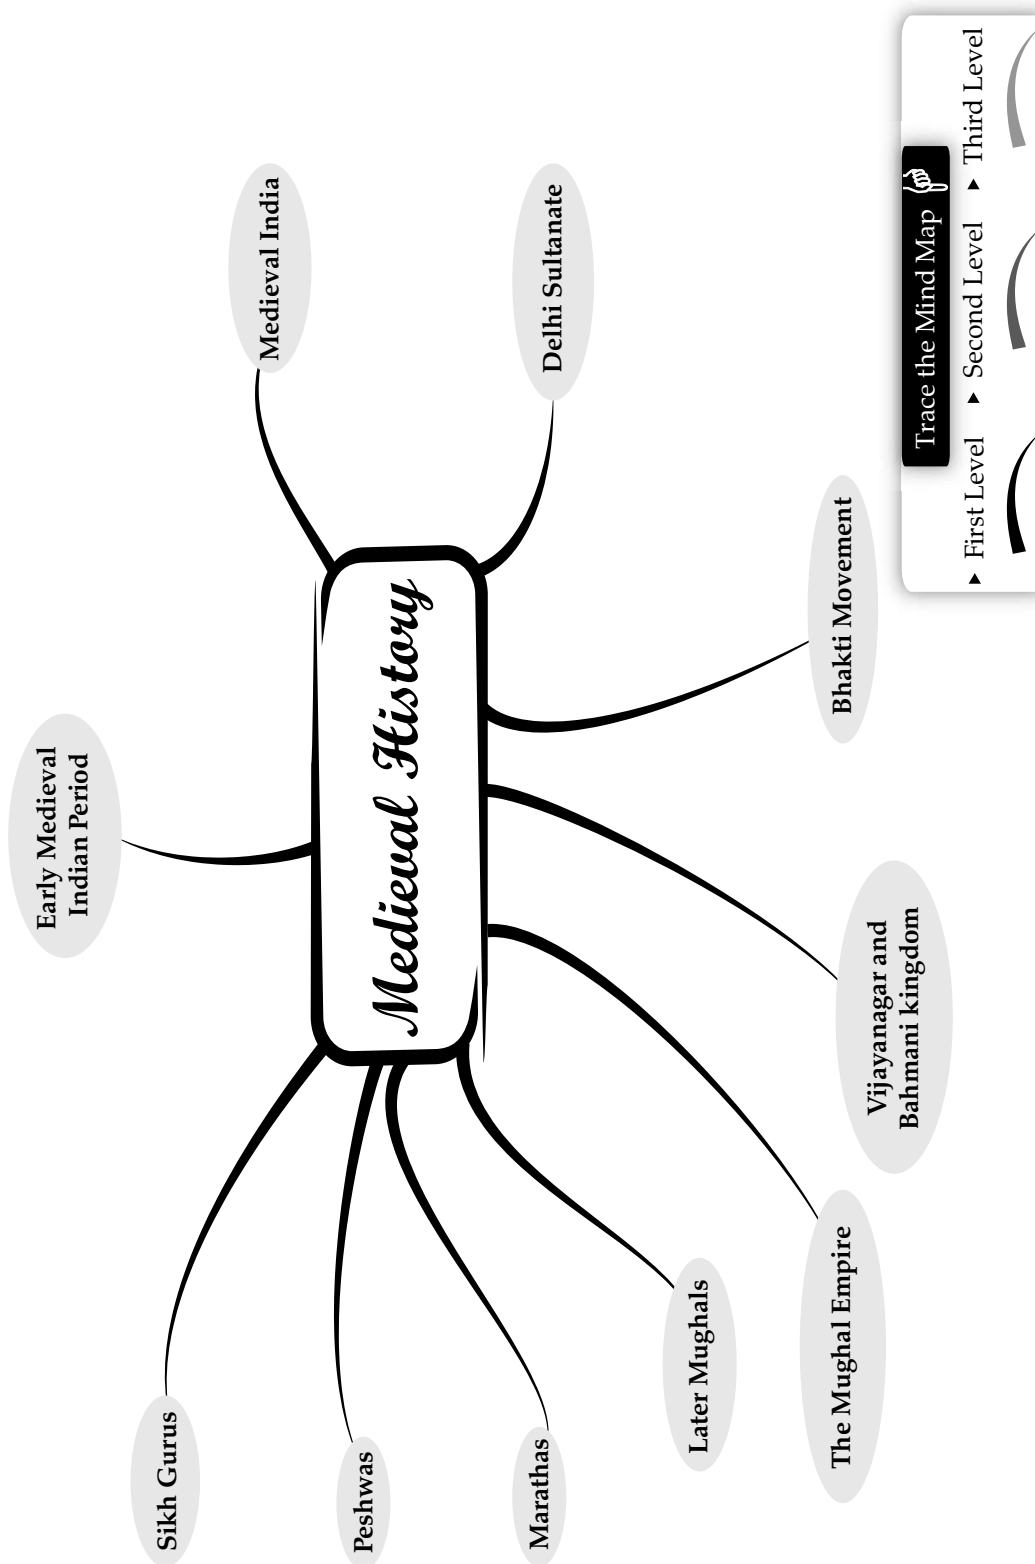 Medieval History
Early Medieval
Indian Period
Medieval India
Delhi Sultanate
Bhakti Movement
Vijayanagar and
Bahmani kingdom
The Mughal Empire
Later Mughals
Marathas
Peshwas
Sikh Gurus
Trace the Mind Map
First Level
Second Level
Third Level